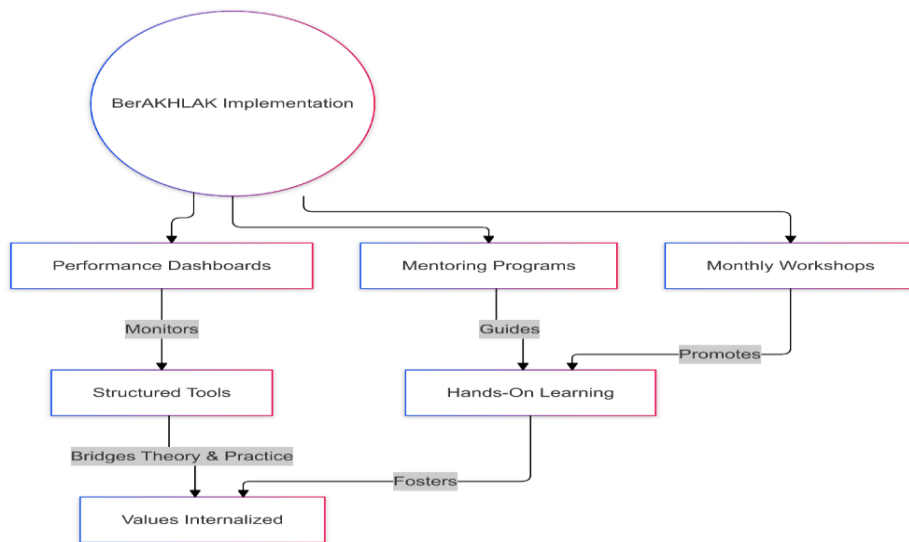 BerAKHLAK Implementation
Performance Dashboards
Mentoring Programs
Monthly Workshops
Monitors
Guides
Promotes
Structured Tools
Hands-On Learning
Bridges Theory & Practice
Fosters
Values Internalized